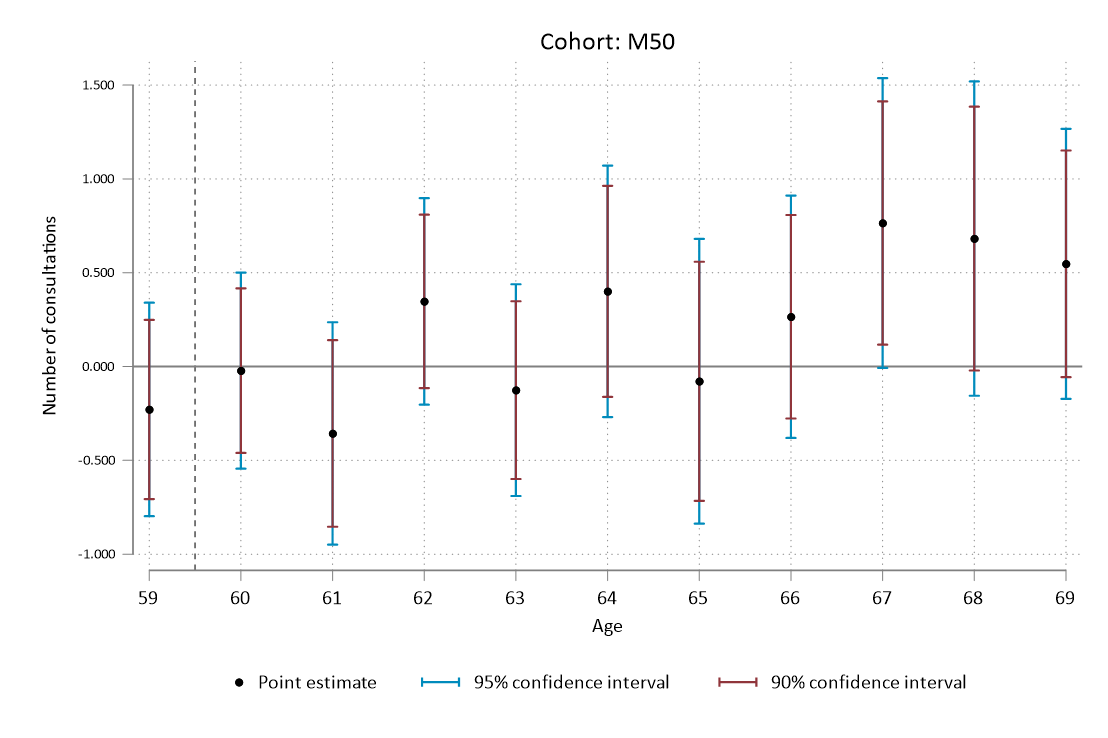 Cohort: M50
1.500
1.000
0.500
0.000
-0.500
-1.000
Number of consultations
59 60 61 62 63 64 65 66 67 68 69
Age
Point estimate 95% confidence interval 90% confidence interval